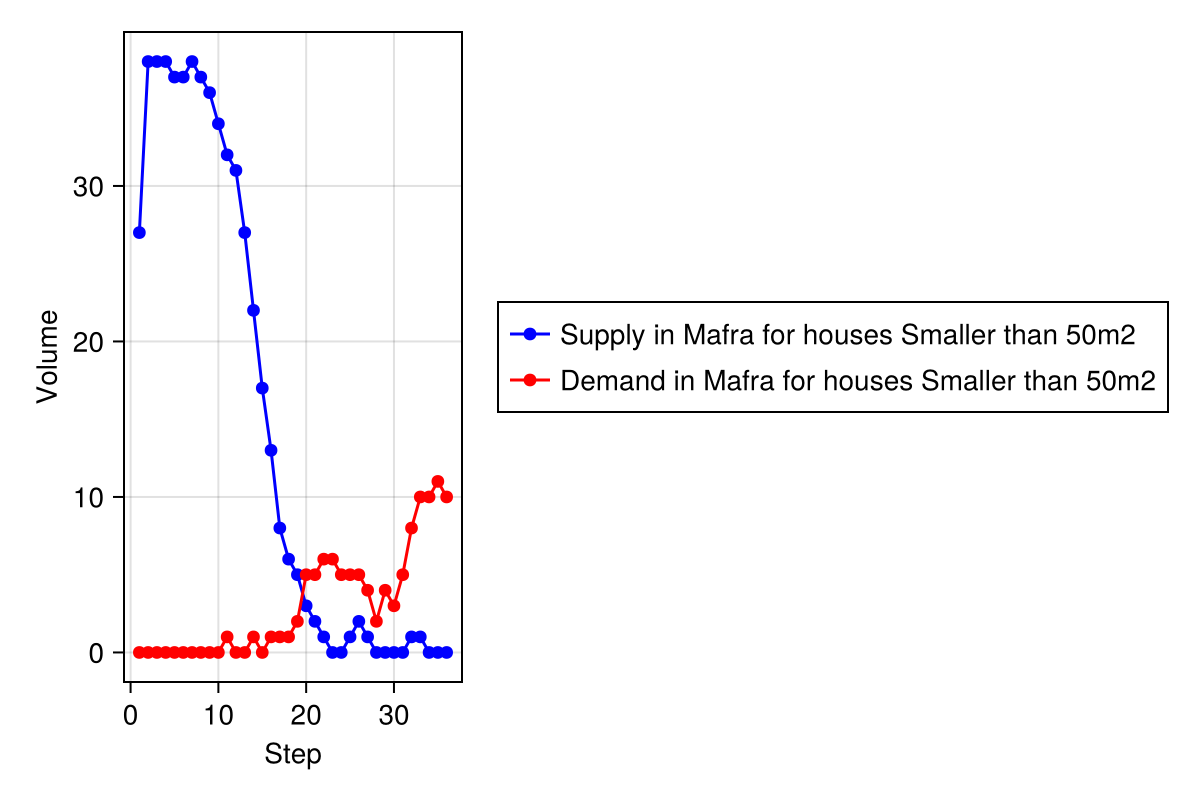 30
20
10
0
Volume
0 10 20 30
Step
Supply in Mafra for houses Smaller than 50m2
Demand in Mafra for houses Smaller than 50m2